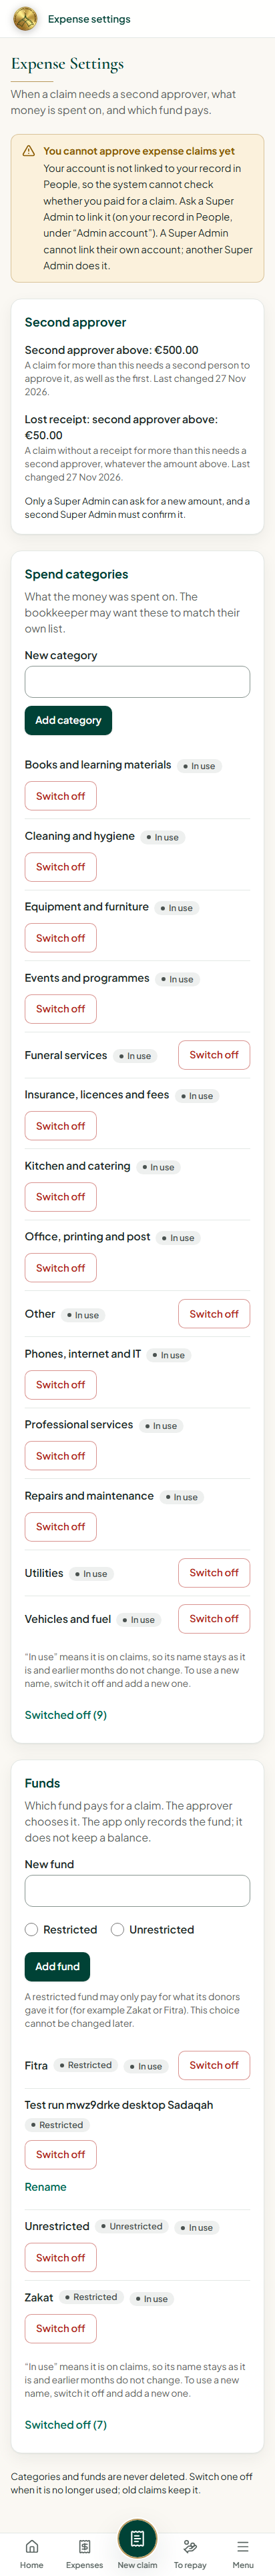 Expense settings
Expense Settings
When a claim needs a second approver, what
money is spent on, and which fund pays.
You cannot approve expense claims yet
Your account is not linked to your record in
People, so the system cannot check
whether you paid for a claim. Ask a Super
Admin to link it (on your record in People,
under “Admin account”). A Super Admin
cannot link their own account; another Super
Admin does it.
Second approver
Second approver above: €500.00
A claim for more than this needs a second person to
approve it, as well as the first. Last changed 27 Nov
2026.
Lost receipt: second approver above:
€50.00
A claim without a receipt for more than this needs a
second approver, whatever the amount above. Last
changed 27 Nov 2026.
Only a Super Admin can ask for a new amount, and a
second Super Admin must confirm it.
Spend categories
What the money was spent on. The
bookkeeper may want these to match their
own list.
New category
Add category
Books and learning materials In use
Switch off
Cleaning and hygiene In use
Switch off
Equipment and furniture In use
Switch off
Events and programmes In use
Switch off
Funeral services In use Switch off
Insurance, licences and fees In use
Switch off
Kitchen and catering In use
Switch off
Office, printing and post In use
Switch off
Other In use Switch off
Phones, internet and IT In use
Switch off
Professional services In use
Switch off
Repairs and maintenance In use
Switch off
Utilities In use Switch off
Vehicles and fuel In use Switch off
“In use” means it is on claims, so its name stays as it
is and earlier months do not change. To use a new
name, switch it off and add a new one.
Switched off (9)
Funds
Which fund pays for a claim. The approver
chooses it. The app only records the fund; it
does not keep a balance.
New fund
Restricted Unrestricted
Add fund
A restricted fund may only pay for what its donors
gave it for (for example Zakat or Fitra). This choice
cannot be changed later.
Fitra Restricted In use Switch off
Test run mwz9drke desktop Sadaqah
Restricted
Switch off
Rename
Unrestricted Unrestricted In use
Switch off
Zakat Restricted In use
Switch off
“In use” means it is on claims, so its name stays as it
is and earlier months do not change. To use a new
name, switch it off and add a new one.
Switched off (7)
Categories and funds are never deleted. Switch one off
when it is no longer used; old claims keep it.
Home Expenses New claim To repay Menu